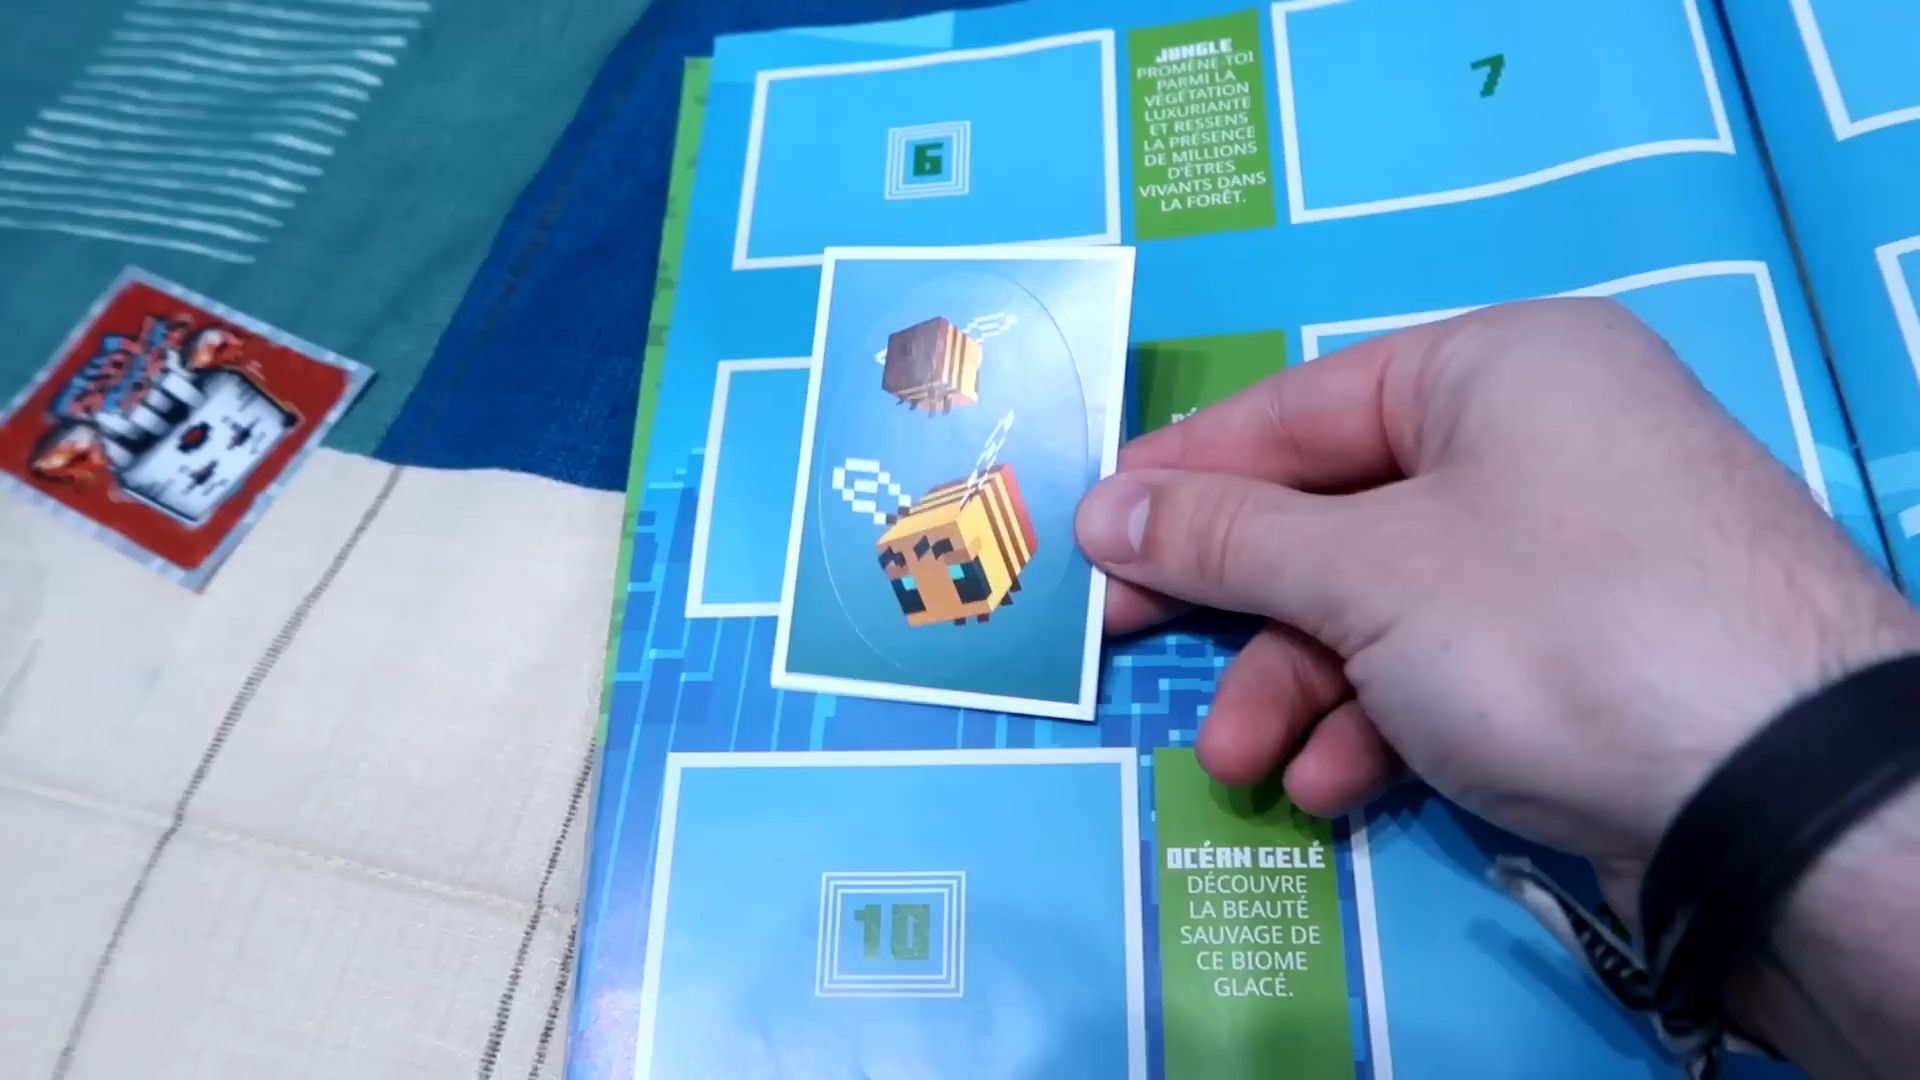 6
JUNGLE
PROMÈNE-TOI
PARMI LA
VÉGÉTATION
LUXURIANTE
ET RESSENS
LA PRÉSENCE
DE MILLIONS
D'ÊTRES
VIVANTS DANS
LA FORÊT.
7
10
OCÉAN GELÉ
DÉCOUVRE
LA BEAUTÉ
SAUVAGE DE
CE BIOME
GLACÉ.